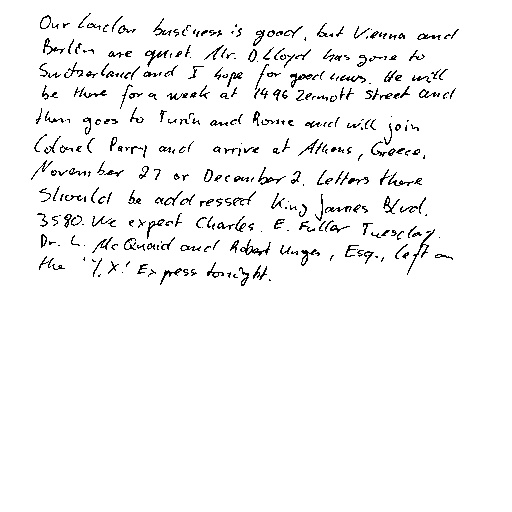 Our London business is good, but Vienna and
Berlin are quiet. Mr. D. Lloyd has gone to
Switzerland and I hope for good news. He will
be there for a week at 1496 Zermott Street and
then goes to Turin and Rome and will join
Colonel Parry and arrive at Athens, Greece,
November 27 or December 2. Letters there
should be addressed King James Blvd.
3580. We expect Charles E. Fuller Tuesday.
Dr. L. McQuaid and Robert Unger, Esq., left on
the 'Y.X.' Express tonight.